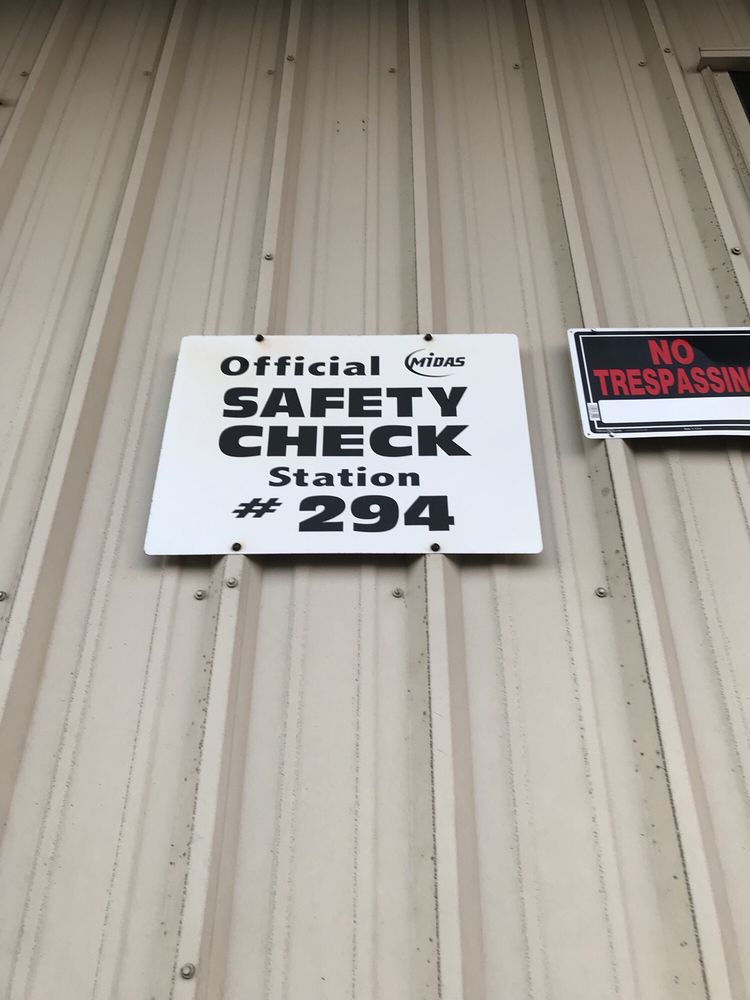 Official MiDAS
SAFETY
CHECK
Station
# 294
NO
TRESPASSING